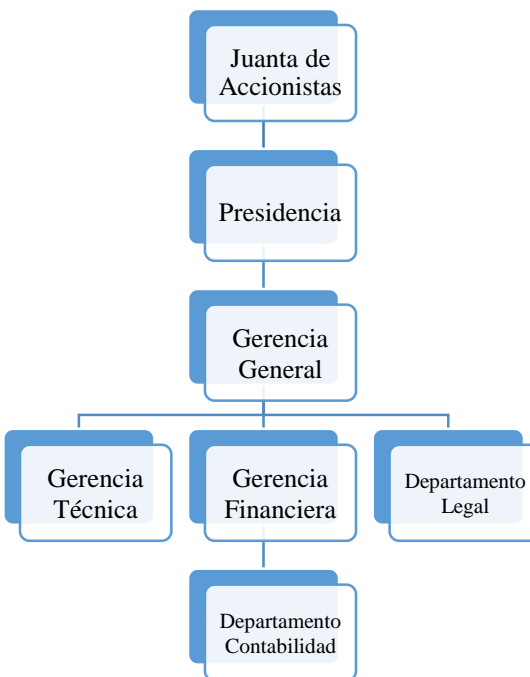 Juanta de
Accionistas
Presidencia
Gerencia
General
Gerencia
Técnica
Gerencia
Financiera
Departamento
Legal
Departamento
Contabilidad